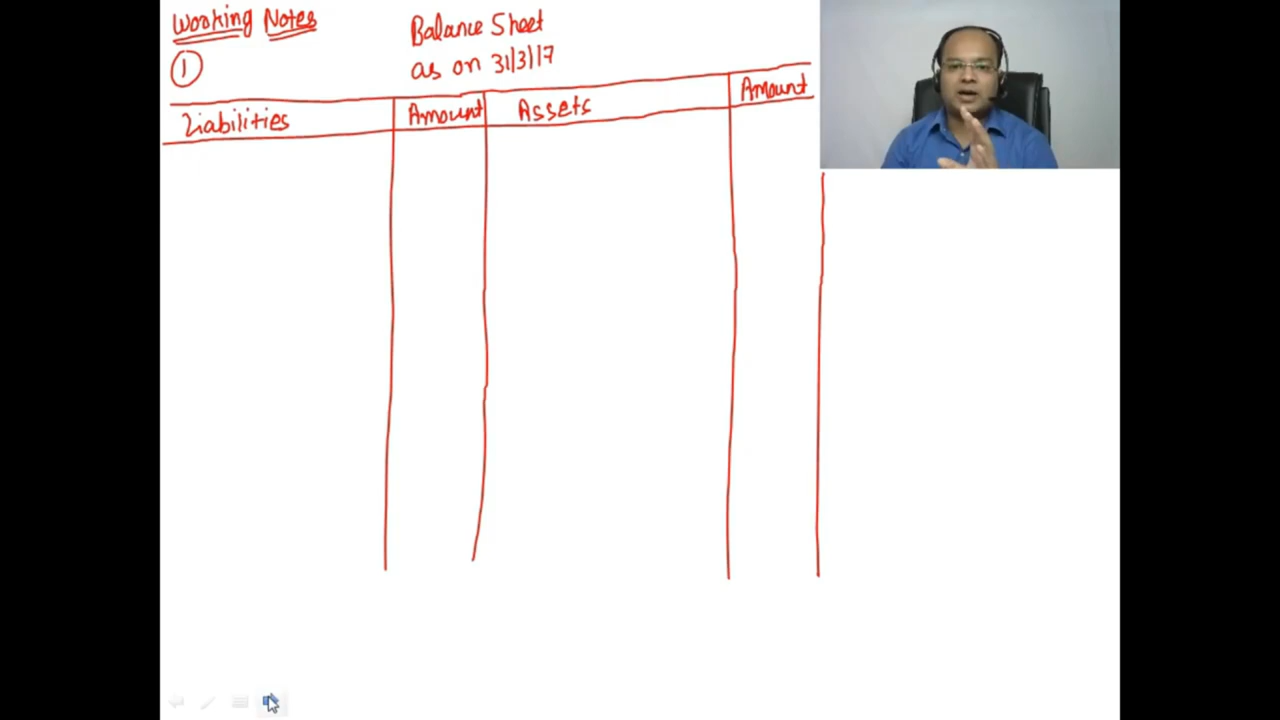 Working Notes
Balance Sheet
1
as on 31/3/17
Liabilities Amount Assets Amount